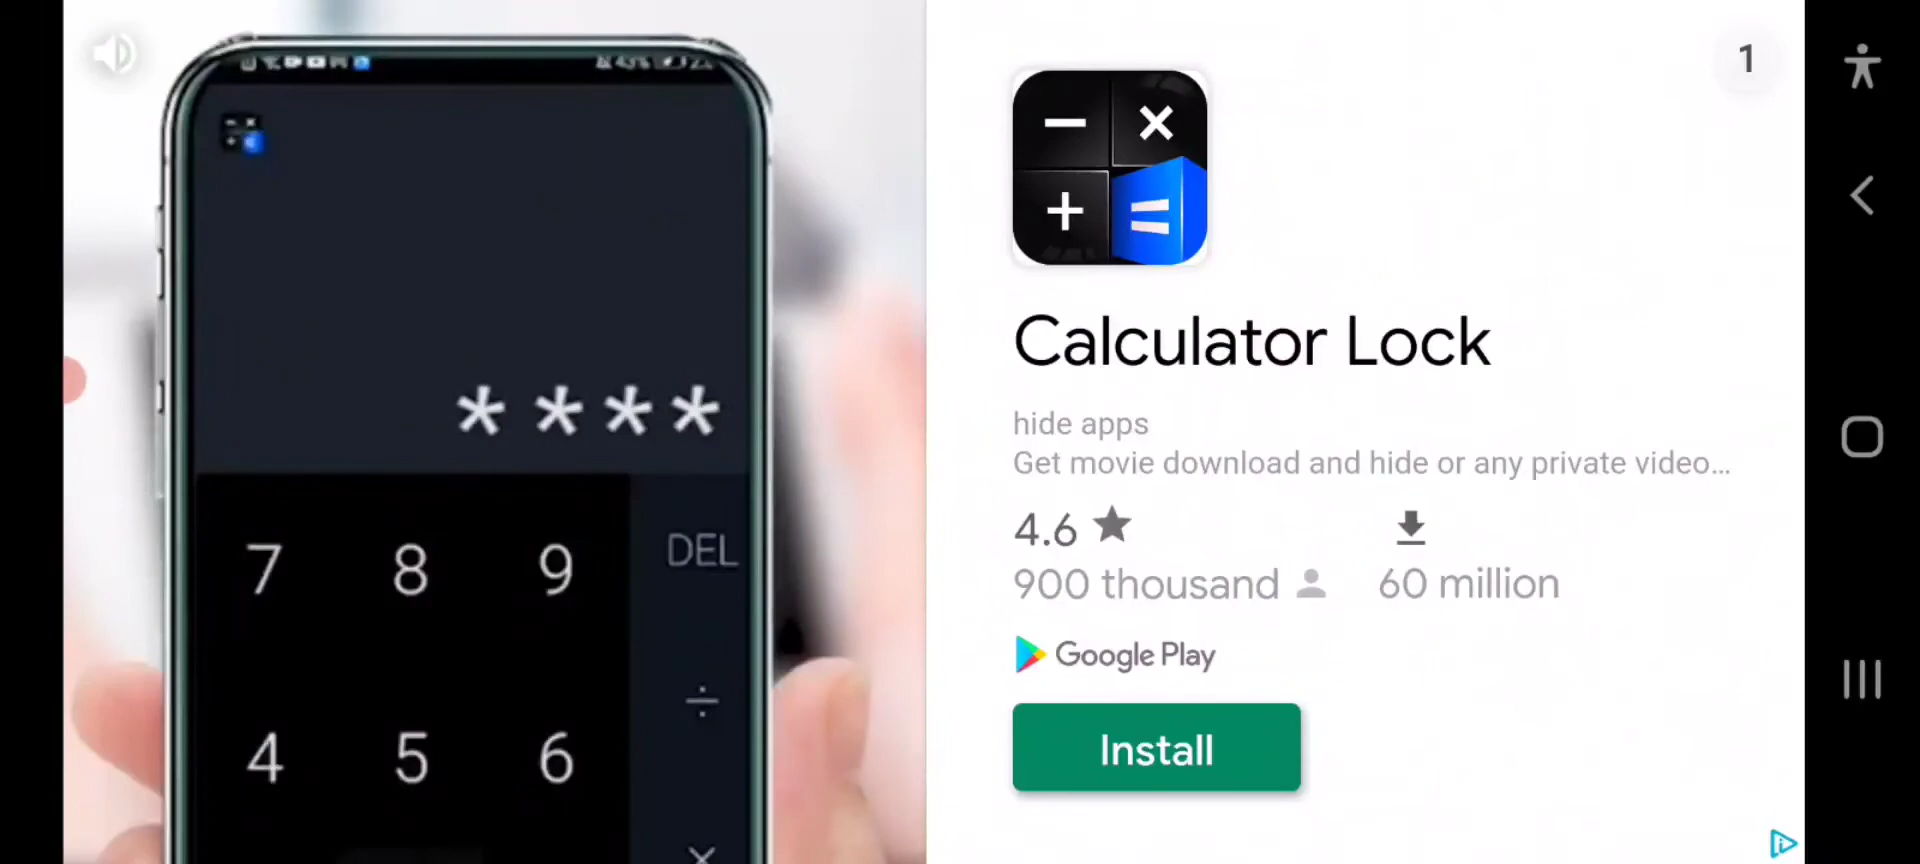 ****
7 8 9 DEL
÷
4 5 6
×
1
− ×
+ =
Calculator Lock
hide apps
Get movie download and hide or any private video...
4.6 ★
900 thousand
60 million
Google Play
Install